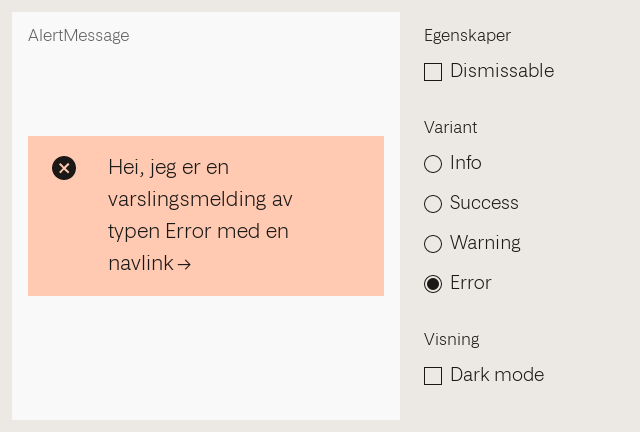 AlertMessage
Hei, jeg er en
varslingsmelding av
typen Error med en
navlink →
Egenskaper
Dismissable
Variant
Info
Success
Warning
Error
Visning
Dark mode